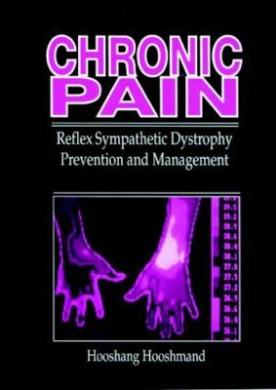 CHRONIC
PAIN
Reflex Sympathetic Dystrophy
Prevention and Management
Hooshang Hooshmand